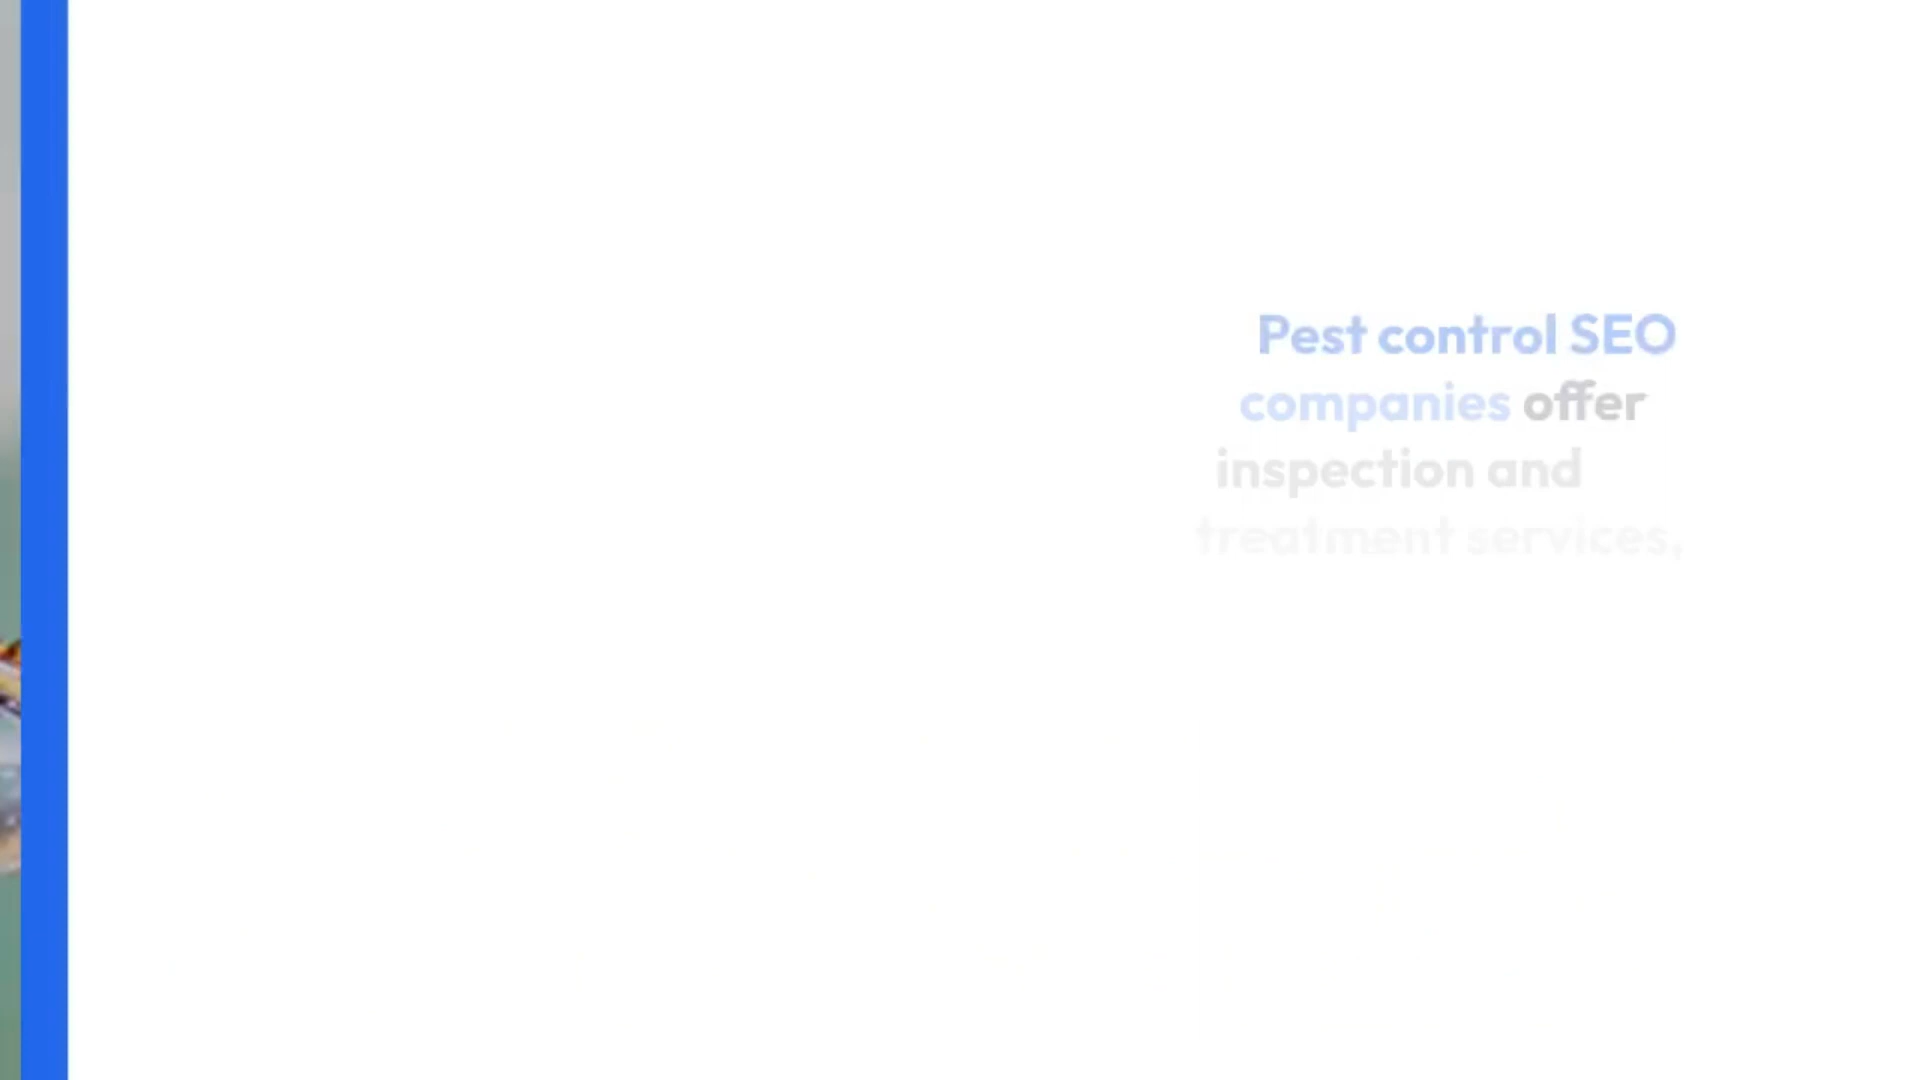 Pest control SEO
companies offer
inspection and
treatment services,